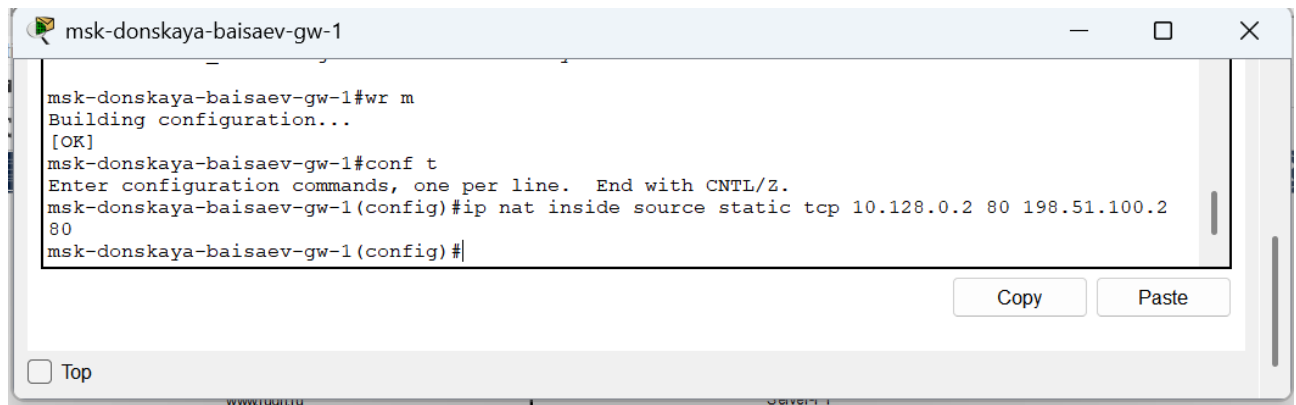 msk-donskaya-baisaev-gw-1
msk-donskaya-baisaev-gw-1#wr m
Building configuration...
[OK]
msk-donskaya-baisaev-gw-1#conf t
Enter configuration commands, one per line.  End with CNTL/Z.
msk-donskaya-baisaev-gw-1(config)#ip nat inside source static tcp 10.128.0.2 80 198.51.100.2
80
msk-donskaya-baisaev-gw-1(config)#
Copy Paste
Top